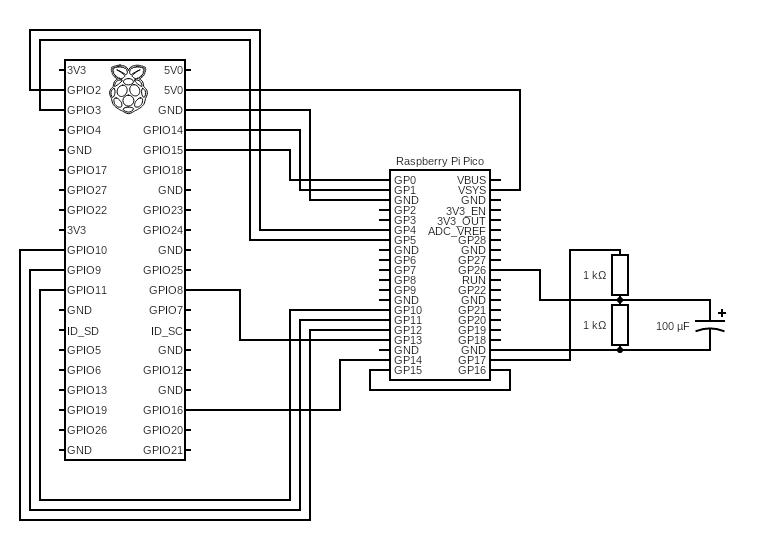 3V3 5V0
GPIO2 5V0
GPIO3 GND
GPIO4 GPIO14
GND GPIO15
GPIO17 GPIO18
GPIO27 GND
GPIO22 GPIO23
3V3 GPIO24
GPIO10 GND
GPIO9 GPIO25
GPIO11 GPIO8
GND GPIO7
ID_SD ID_SC
GPIO5 GND
GPIO6 GPIO12
GPIO13 GND
GPIO19 GPIO16
GPIO26 GPIO20
GND GPIO21
Raspberry Pi Pico
GP0 VBUS
GP1 VSYS
GND GND
GP2 3V3_EN
GP3 3V3_OUT
GP4 ADC_VREF
GP5 GP28
GND GND
GP6 GP27
GP7 GP26
GP8 RUN
GP9 GP22
GND GND
GP10 GP21
GP11 GP20
GP12 GP19
GP13 GP18
GND GND
GP14 GP17
GP15 GP16
1 kΩ
1 kΩ
100 µF
+